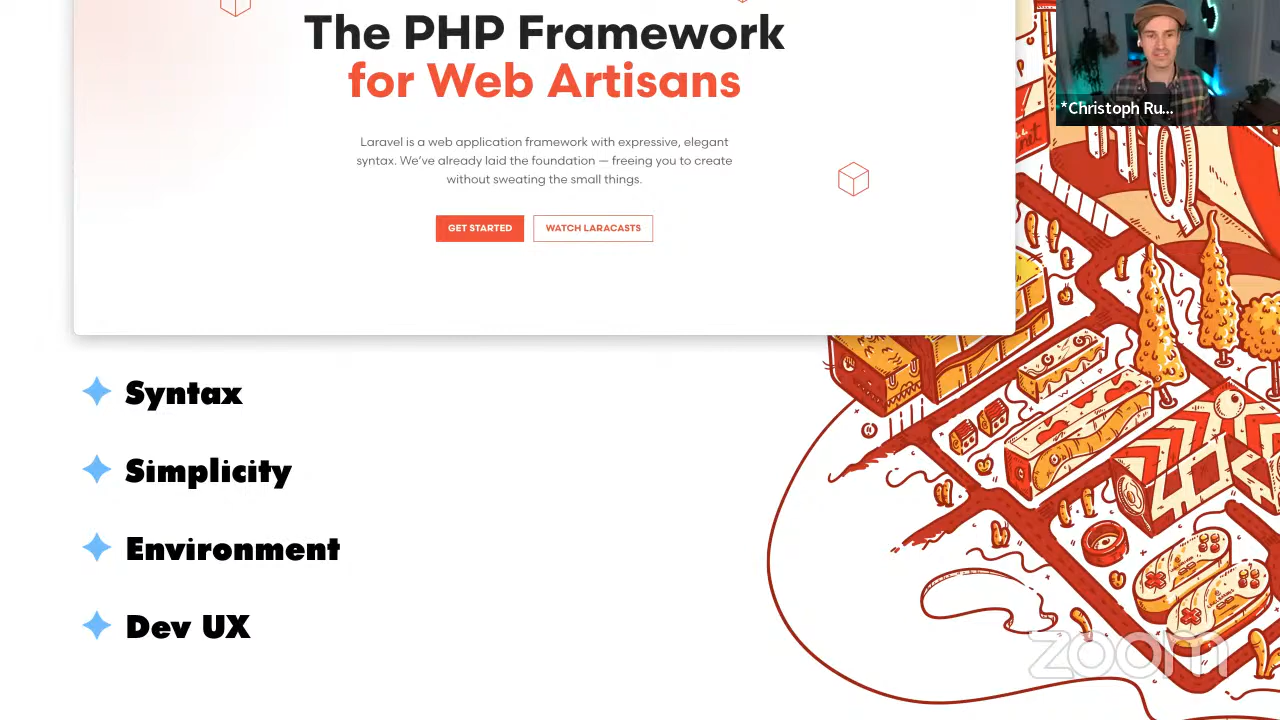 The PHP Framework
for Web Artisans
Laravel is a web application framework with expressive, elegant
syntax. We've already laid the foundation — freeing you to create
without sweating the small things.
GET STARTED
WATCH LARACASTS
*Christoph Ru...
Syntax
Simplicity
Environment
Dev UX
zoom